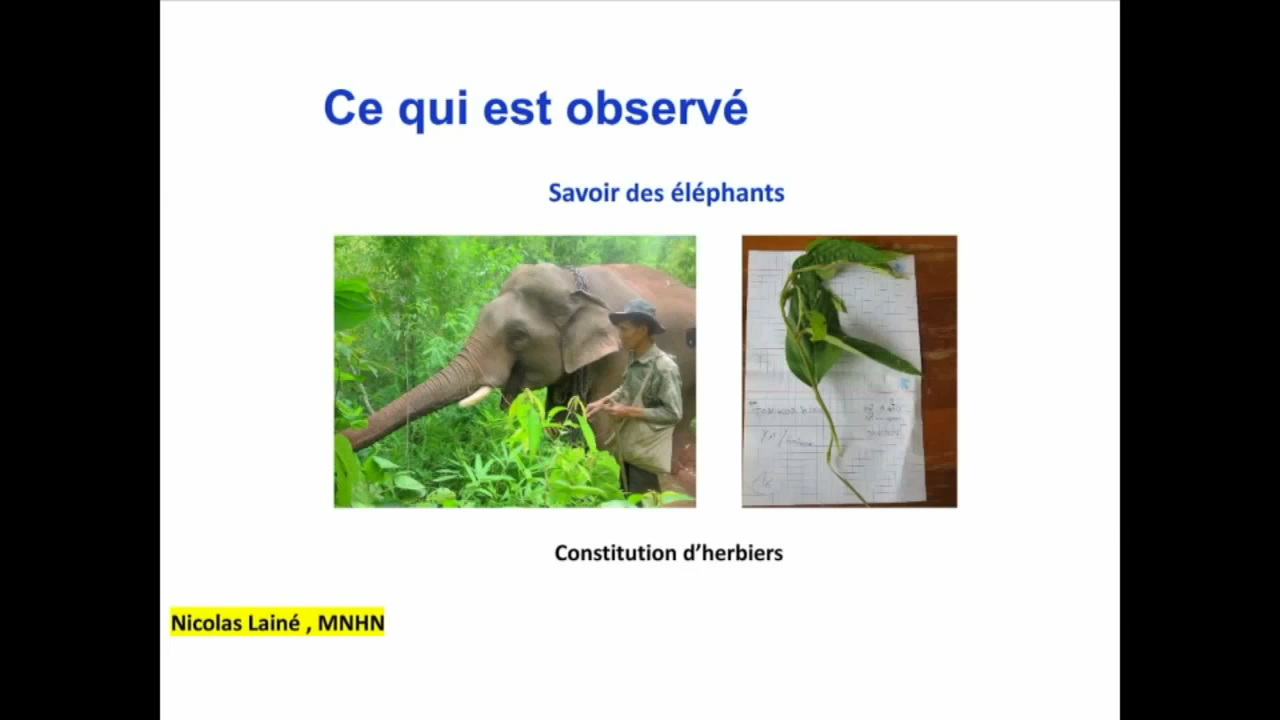 Ce qui est observé
Savoir des éléphants
Constitution d’herbiers
Nicolas Lainé , MNHN